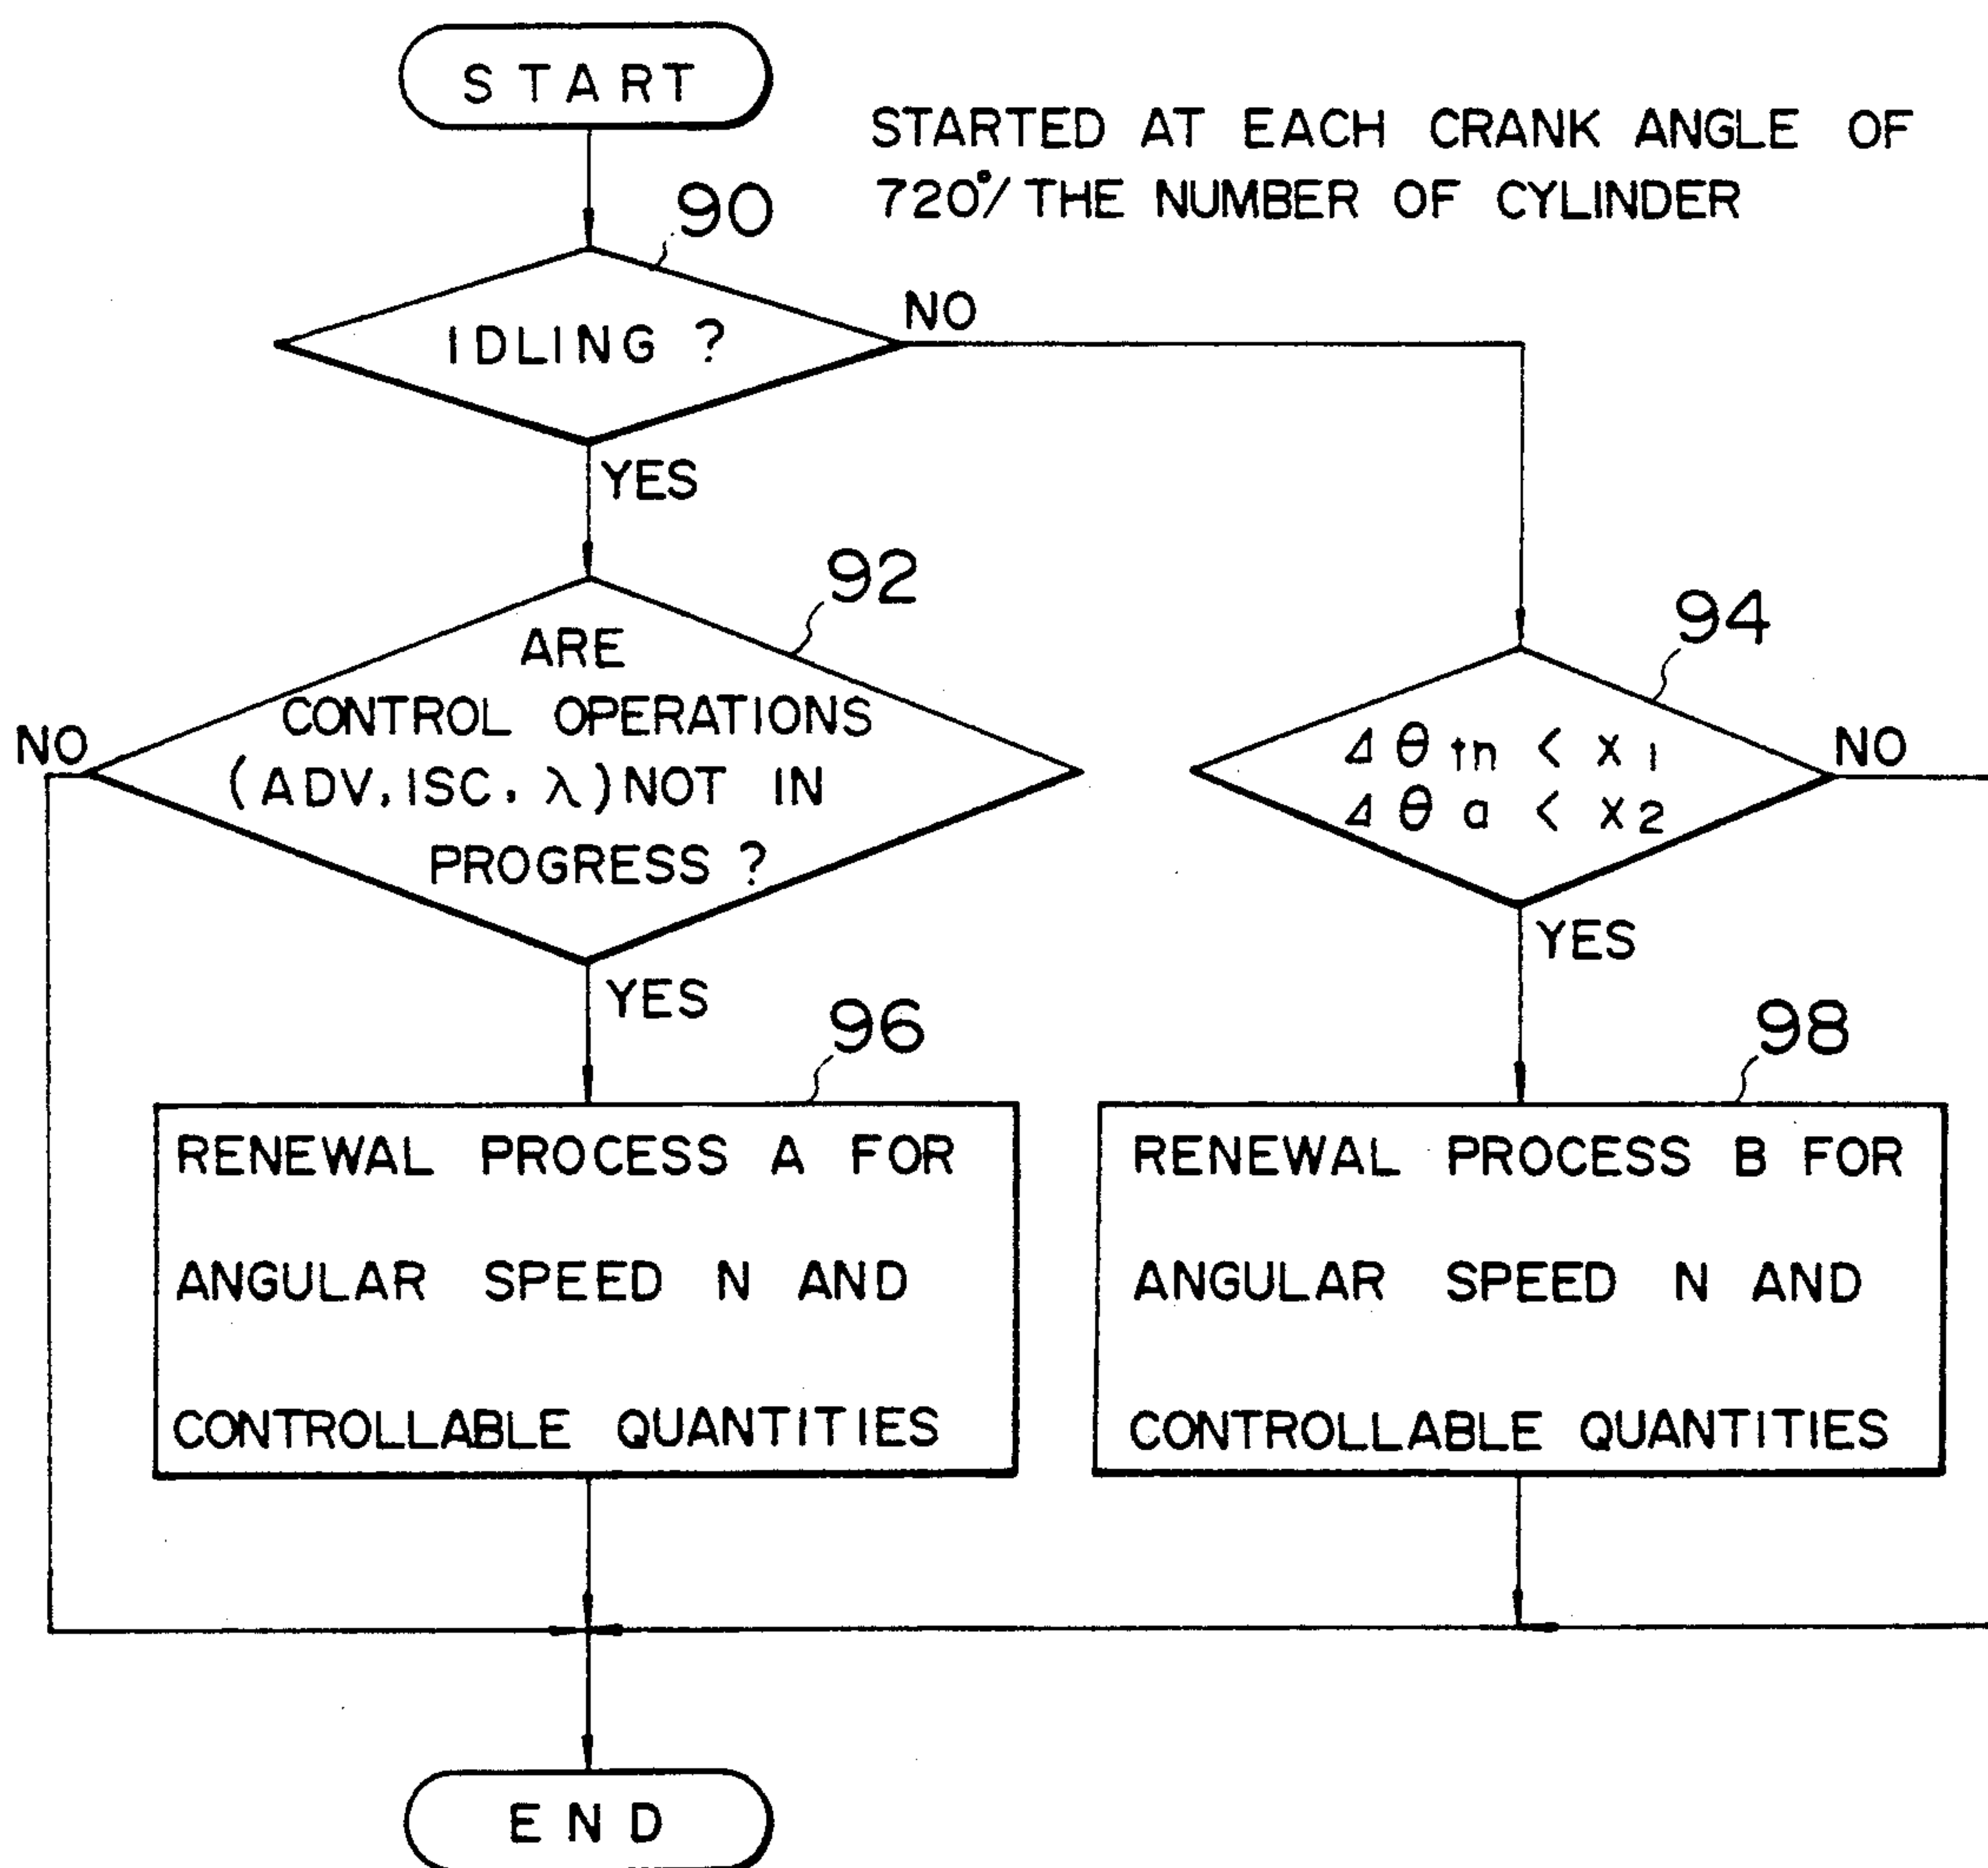 START
STARTED AT EACH CRANK ANGLE OF
720°/THE NUMBER OF CYLINDER
90
IDLING ?
NO
YES
92
ARE
CONTROL OPERATIONS
(ADV, ISC, λ) NOT IN
PROGRESS ?
NO
YES
94
Δθtn < x1
Δθa < x2
NO
YES
96
RENEWAL PROCESS A FOR
ANGULAR SPEED N AND
CONTROLLABLE QUANTITIES
98
RENEWAL PROCESS B FOR
ANGULAR SPEED N AND
CONTROLLABLE QUANTITIES
END